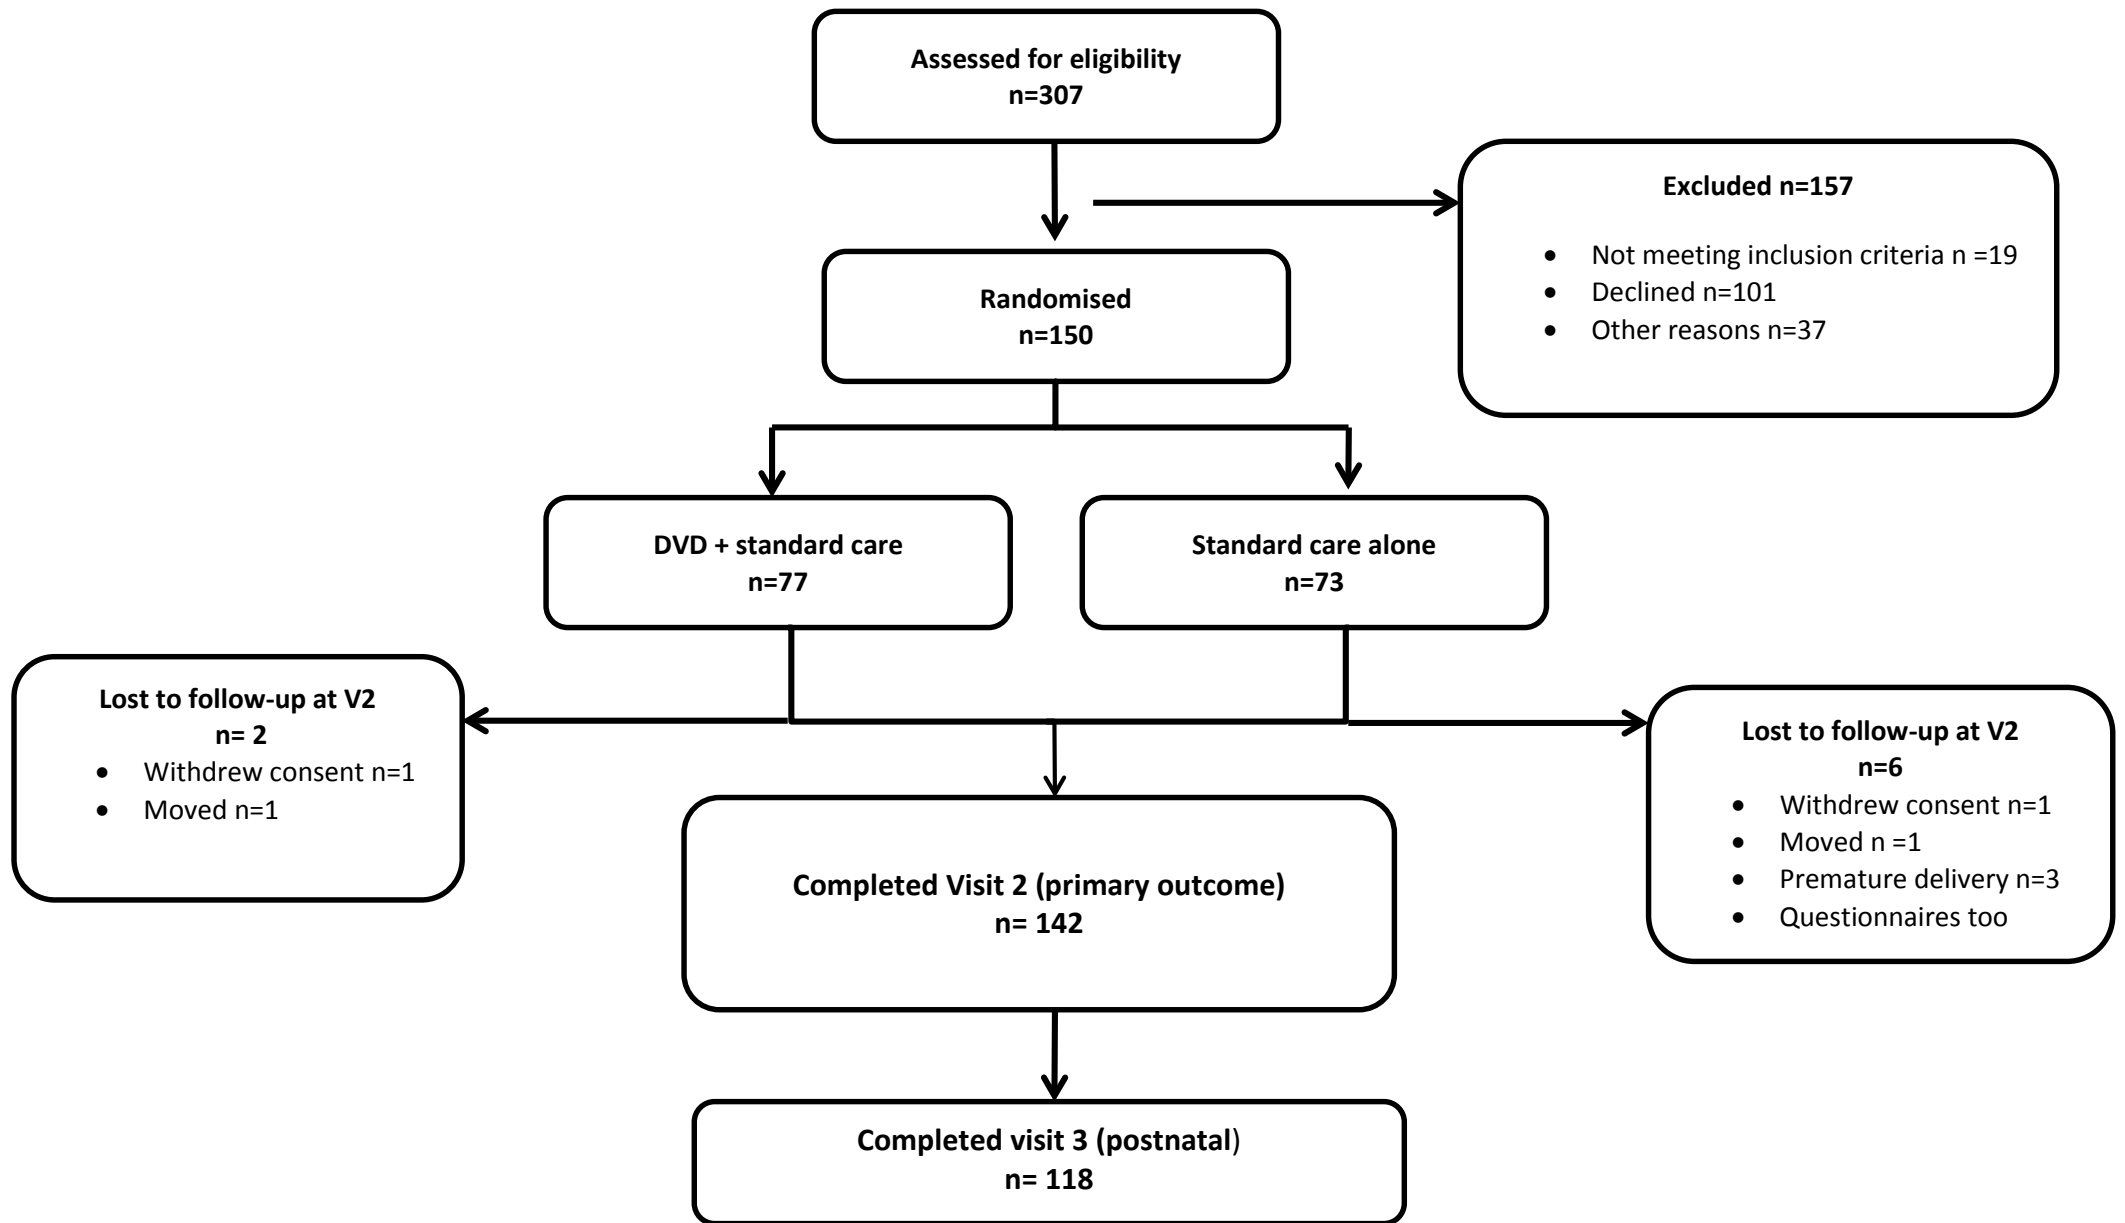 Assessed for eligibility
n=307
Excluded n=157
• Not meeting inclusion criteria n =19
• Declined n=101
• Other reasons n=37
Randomised
n=150
DVD + standard care
n=77
Standard care alone
n=73
Lost to follow-up at V2
n= 2
• Withdrew consent n=1
• Moved n=1
Lost to follow-up at V2
n=6
• Withdrew consent n=1
• Moved n =1
• Premature delivery n=3
• Questionnaires too
Completed Visit 2 (primary outcome)
n= 142
Completed visit 3 (postnatal)
n= 118